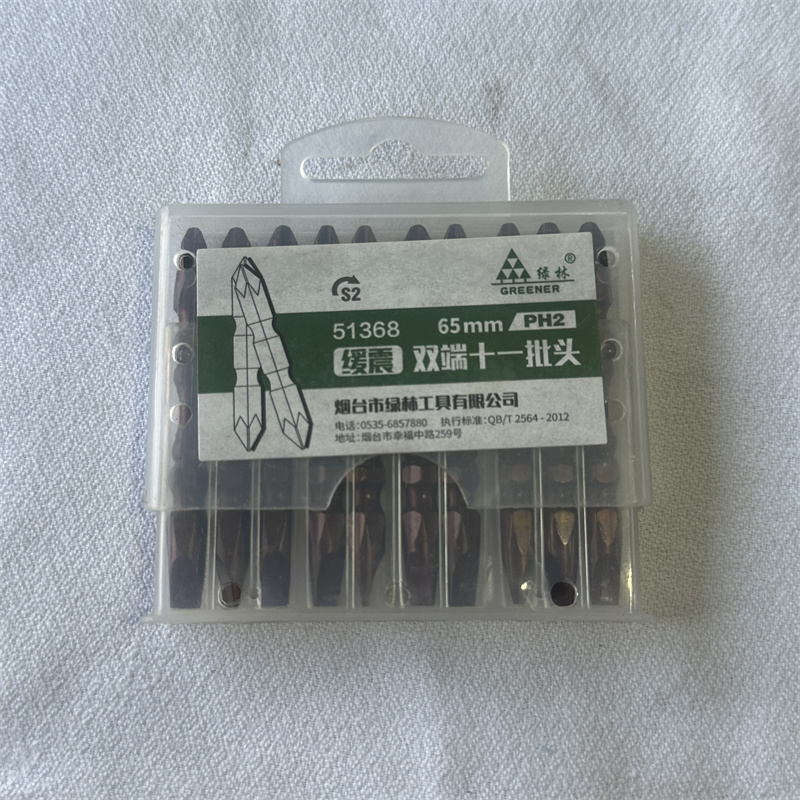 S2
绿林®
GREENER
51368 65mm PH2
缓震 双端十一批头
烟台市绿林工具有限公司
电话:0535-6857880 执行标准:QB/T 2564-2012
地址:烟台市幸福中路259号